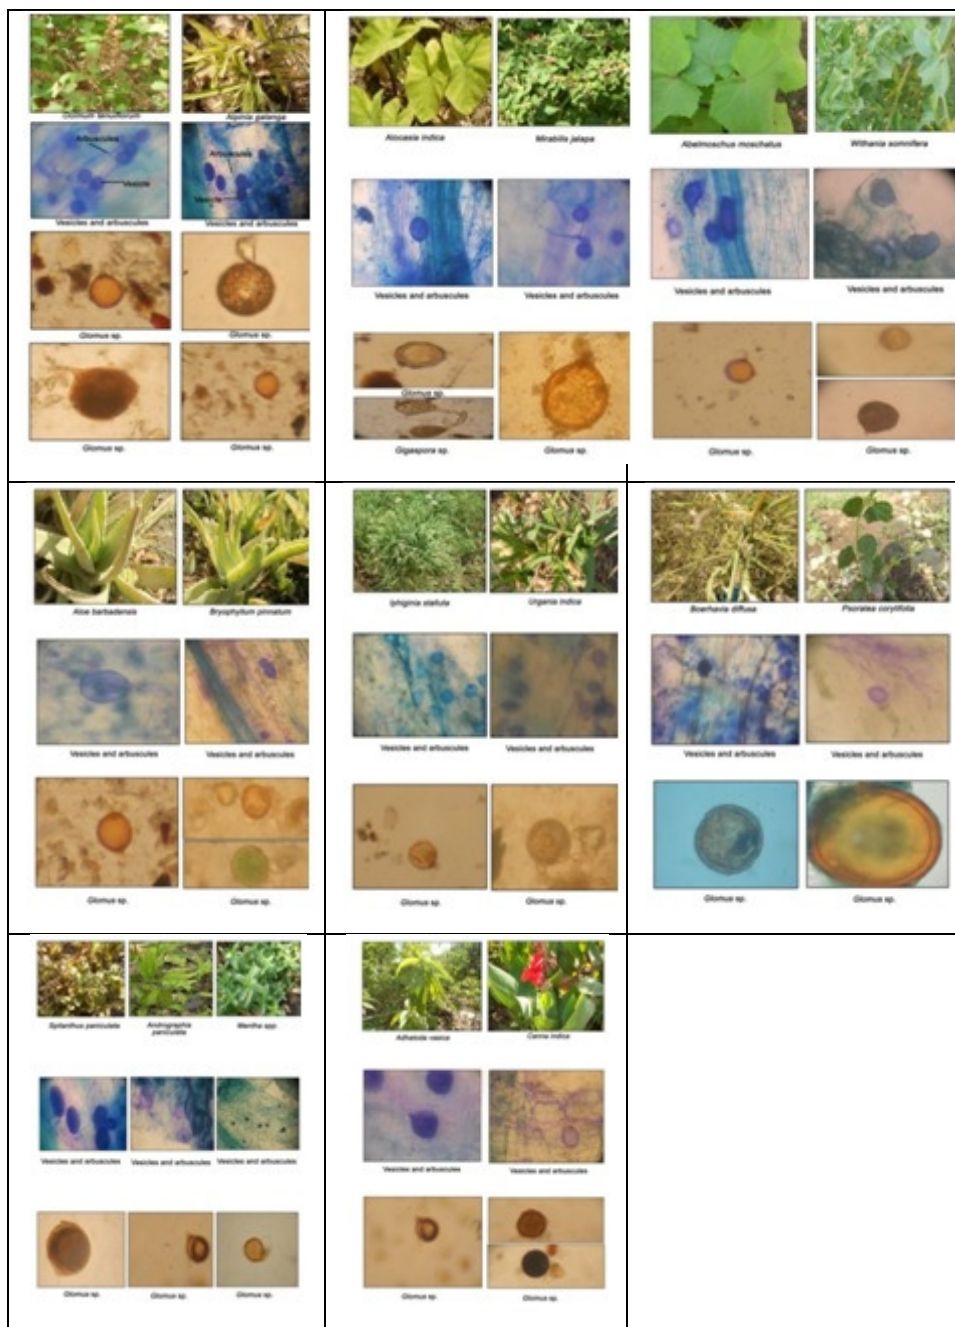 Ocimum tenuiflorum
Alpinia galanga
Arbuscules
Vesicle
Arbuscules
Vesicle
Vesicles and arbuscules
Vesicles and arbuscules
Glomus sp.
Glomus sp.
Glomus sp.
Glomus sp.
Alocasia indica
Mirabilis jalapa
Abelmoschus moschatus
Withania somnifera
Vesicles and arbuscules
Vesicles and arbuscules
Vesicles and arbuscules
Vesicles and arbuscules
Glomus sp.
Gigaspora sp.
Glomus sp.
Glomus sp.
Glomus sp.
Aloe barbadensis
Bryophyllum pinnatum
Vesicles and arbuscules
Vesicles and arbuscules
Glomus sp.
Glomus sp.
Iphiginia stalluta
Urgania indica
Vesicles and arbuscules
Vesicles and arbuscules
Glomus sp.
Glomus sp.
Boerhavia diffusa
Psoralea corylifolia
Vesicles and arbuscules
Vesicles and arbuscules
Glomus sp.
Glomus sp.
Spilanthus paniculata
Andrographis
paniculata
Mentha spp.
Vesicles and arbuscules
Vesicles and arbuscules
Vesicles and arbuscules
Glomus sp.
Glomus sp.
Glomus sp.
Adhatoda vasica
Canna indica
Vesicles and arbuscules
Vesicles and arbuscules
Glomus sp.
Glomus sp.